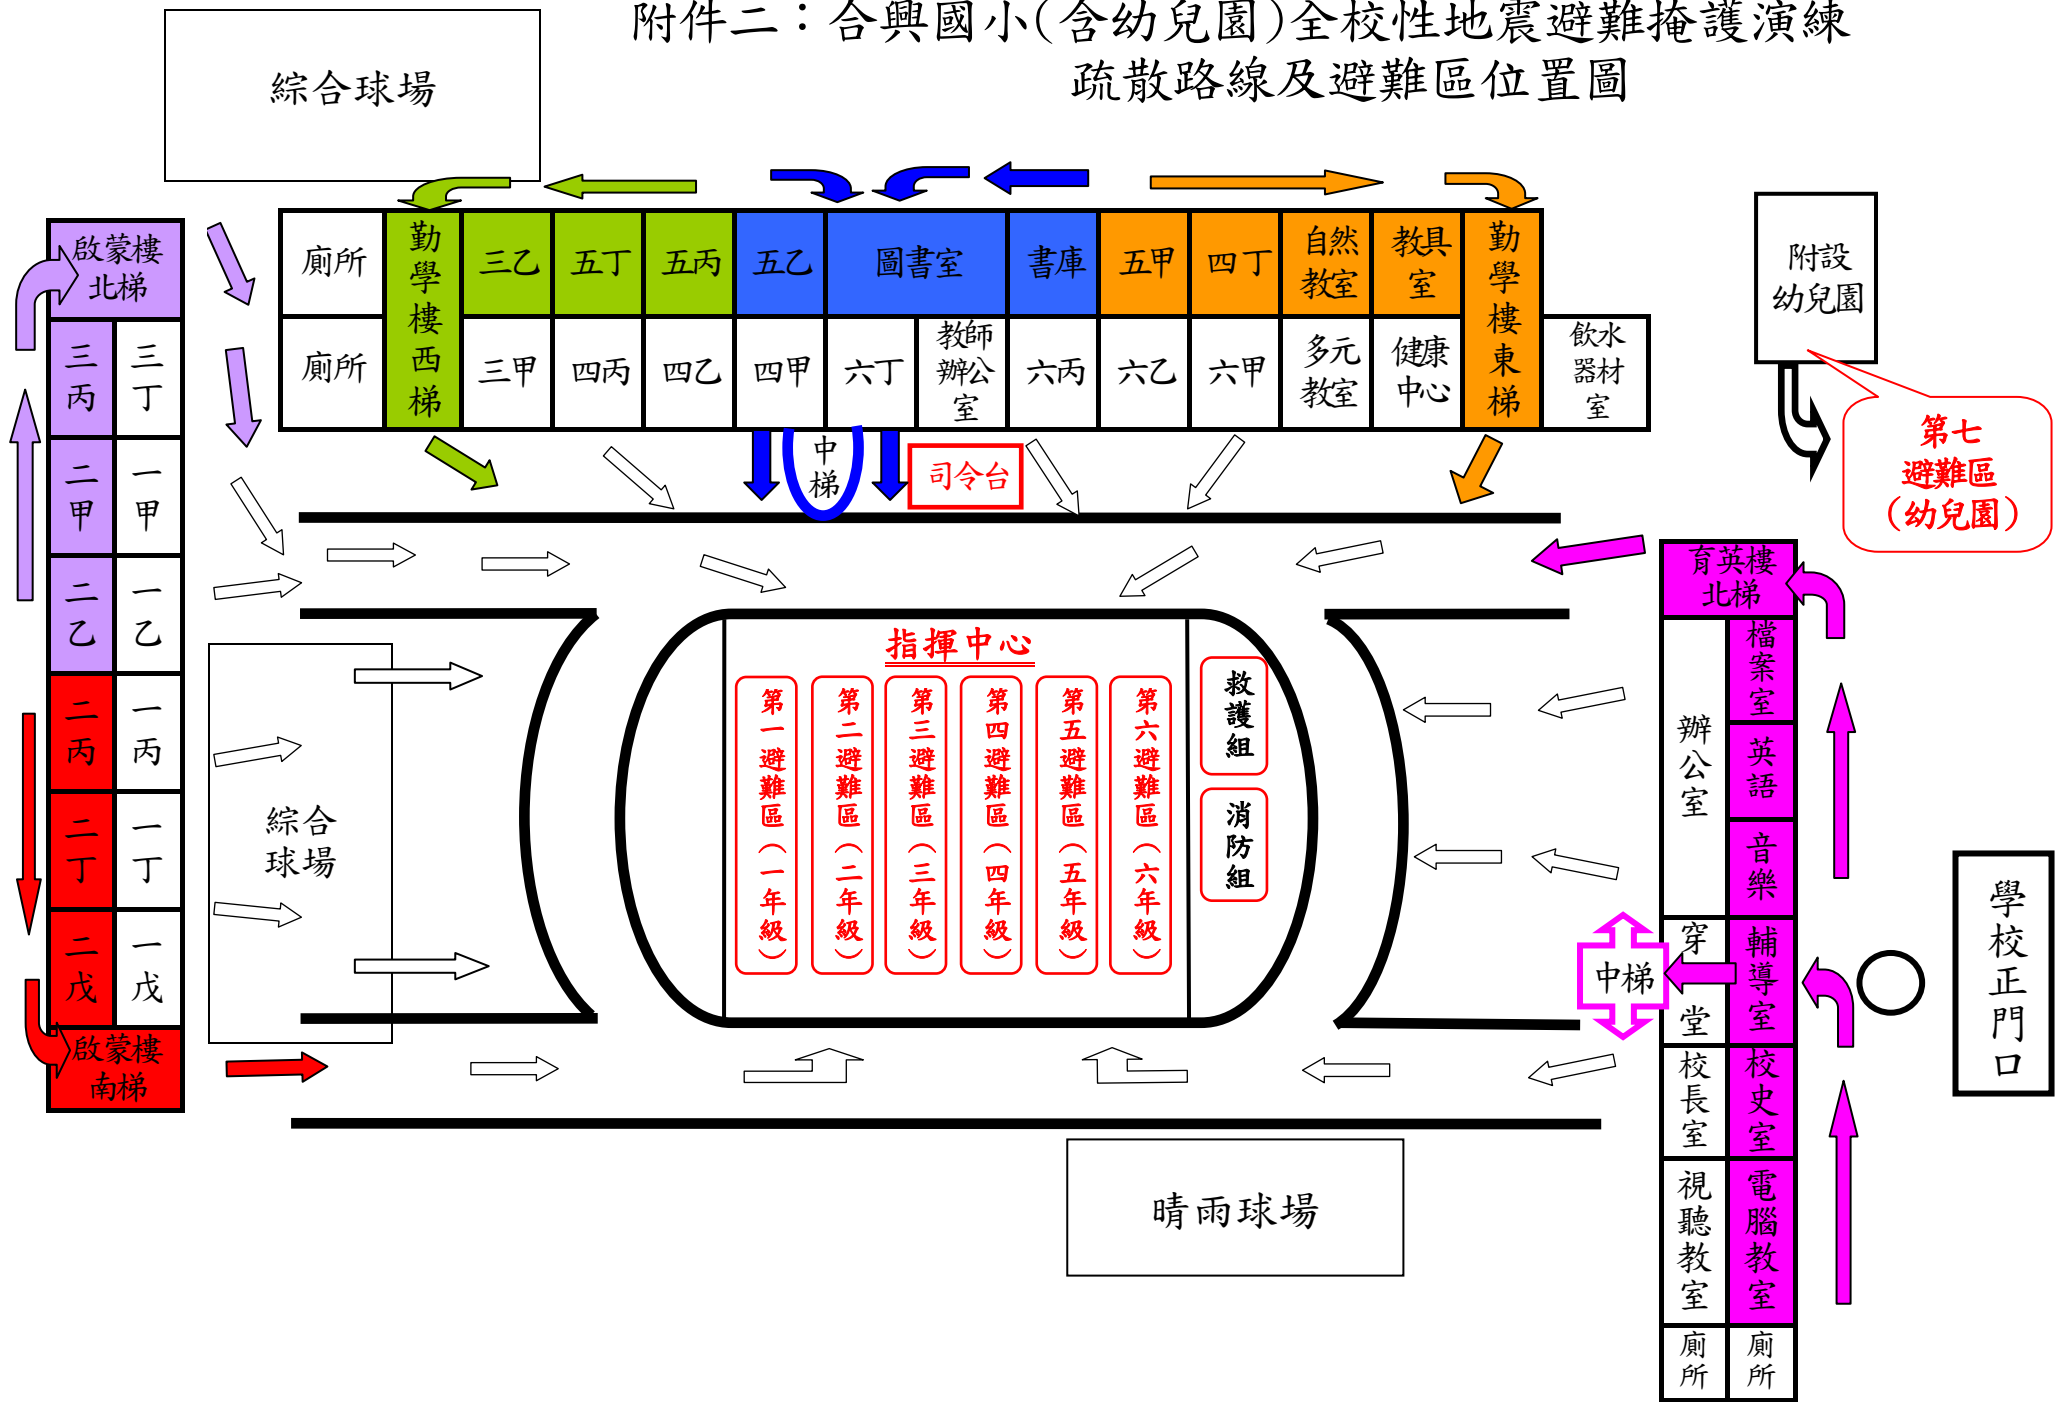 附件二：合興國小(含幼兒園)全校性地震避難掩護演練
疏散路線及避難區位置圖
綜合球場
啟蒙樓
北梯
三丙
三丁
二甲
一甲
二乙
一乙
二丙
一丙
二丁
一丁
二戊
一戊
啟蒙樓
南梯
廁所
勤學樓西梯
三乙
五丁
五丙
五乙
圖書室
書庫
五甲
四丁
自然
教室
教具
室
勤學樓東梯
廁所
三甲
四丙
四乙
四甲
六丁
教師
辦公
室
六丙
六乙
六甲
多元
教室
健康
中心
飲水
器材
室
中梯
司令台
附設
幼兒園
第七
避難區
(幼兒園)
綜合
球場
指揮中心
第一避難區(一年級)
第二避難區(二年級)
第三避難區(三年級)
第四避難區(四年級)
第五避難區(五年級)
第六避難區(六年級)
救護組
消防組
育英樓
北梯
辦公室
檔案室
英語
音樂
穿堂
輔導室
中梯
校長室
校史室
視聽教室
電腦教室
廁所
廁所
學校正門口
晴雨球場